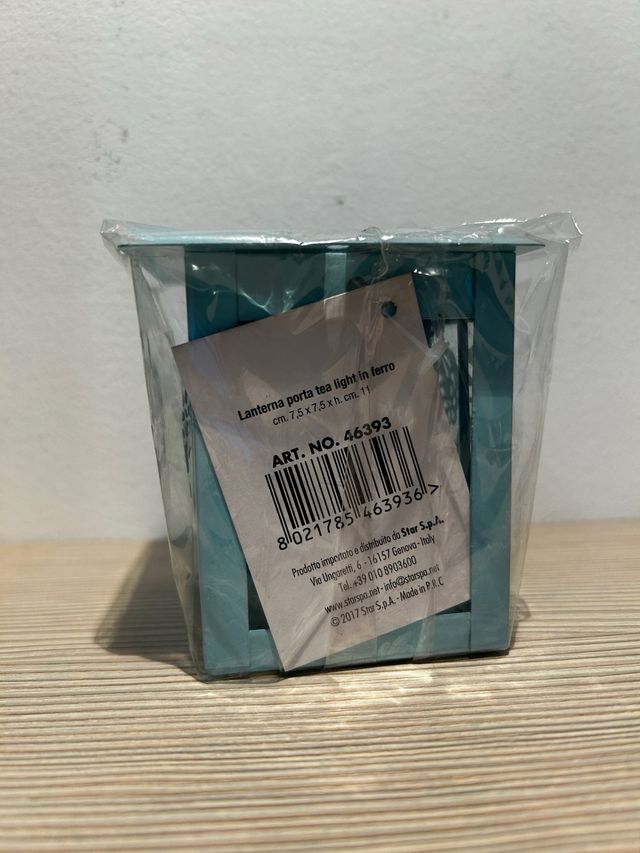 Lanterna porta tea light in ferro
cm. 7,5 x 7,5 x h. cm. 11
ART. NO. 46393
8 021785 463936 >
Prodotto importato e distribuito da Star S.p.A.
Via Ungaretti, 6 - 16157 Genova - Italy
Tel. +39 010 8903600
www.starspa.net - info@starspa.net
© 2017 Star S.p.A. - Made in P.R.C